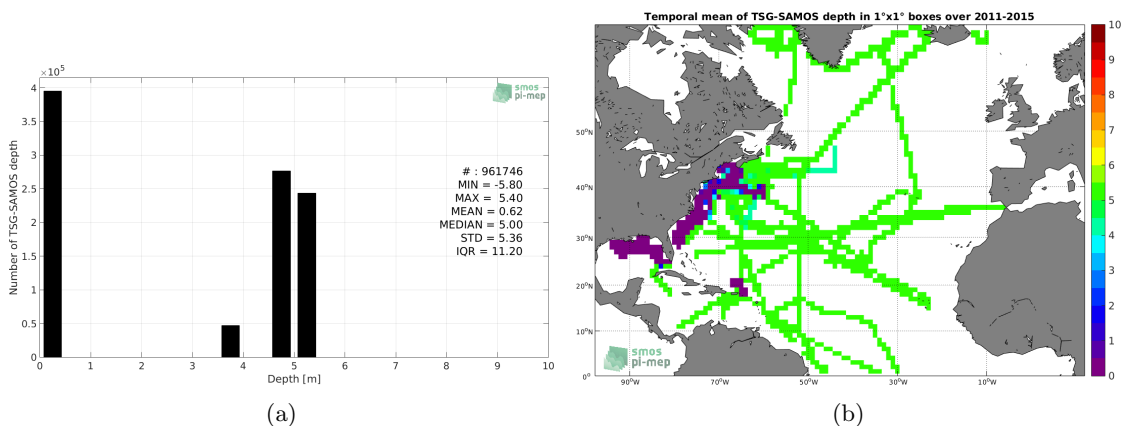 Temporal mean of TSG-SAMOS depth in 1°x1° boxes over 2011-2015
×10⁵
4
3.5
3
2.5
2
1.5
1
0.5
0
Number of TSG-SAMOS depth
smos
pi-mep
# : 961746
MIN = -5.80
MAX = 5.40
MEAN = 0.62
MEDIAN = 5.00
STD = 5.36
IQR = 11.20
0 1 2 3 4 5 6 7 8 9 10
Depth [m]
(a)
50°N
40°N
30°N
20°N
10°N
0°
90°W 70°W 50°W 30°W 10°W
smos
pi-mep
10
9
8
7
6
5
4
3
2
1
0
(b)